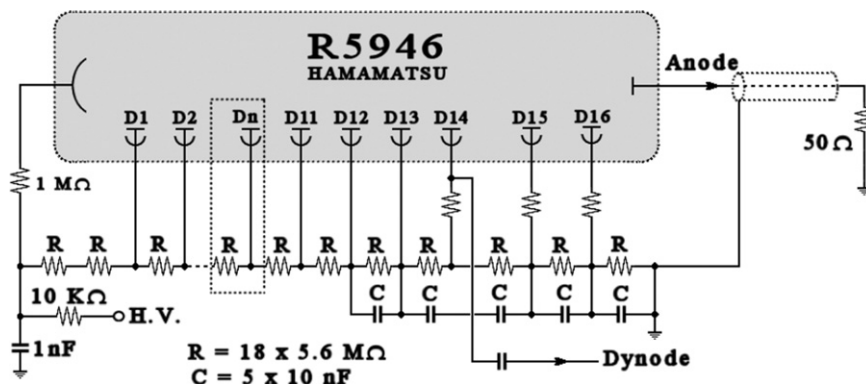 R5946
HAMAMATSU
Anode
D1 D2 Dn D11 D12 D13 D14 D15 D16
50 Ω
1 MΩ
R R R R R R R R R R R
10 KΩ
H.V.
C C C C C
1nF
R = 18 x 5.6 MΩ
C = 5 x 10 nF
Dynode